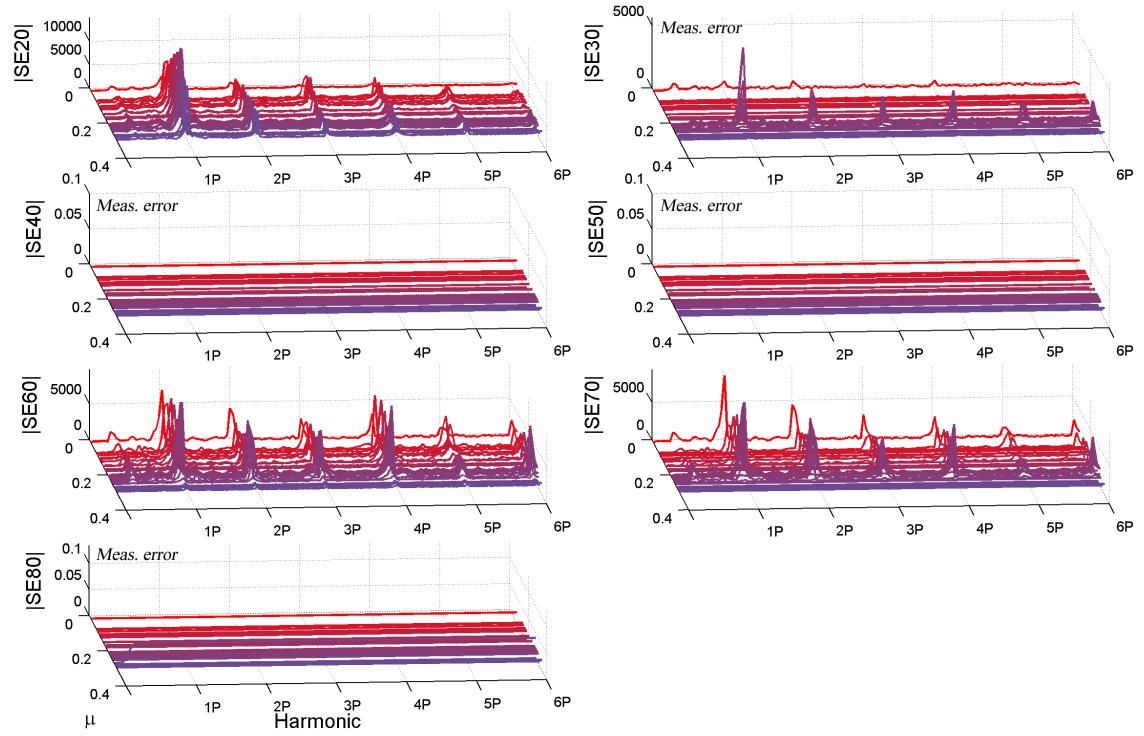 |SE20|
10000
5000
0
0
0.2
0.4
1P 2P 3P 4P 5P 6P
|SE30|
Meas. error
5000
0
0
0.2
0.4
1P 2P 3P 4P 5P 6P
|SE40|
Meas. error
0.1
0.05
0
0
0.2
0.4
1P 2P 3P 4P 5P 6P
|SE50|
Meas. error
0.1
0.05
0
0
0.2
0.4
1P 2P 3P 4P 5P 6P
|SE60|
5000
0
0
0.2
0.4
1P 2P 3P 4P 5P 6P
|SE70|
5000
0
0
0.2
0.4
1P 2P 3P 4P 5P 6P
|SE80|
Meas. error
0.1
0.05
0
0
0.2
0.4
1P 2P 3P 4P 5P 6P
μ
Harmonic